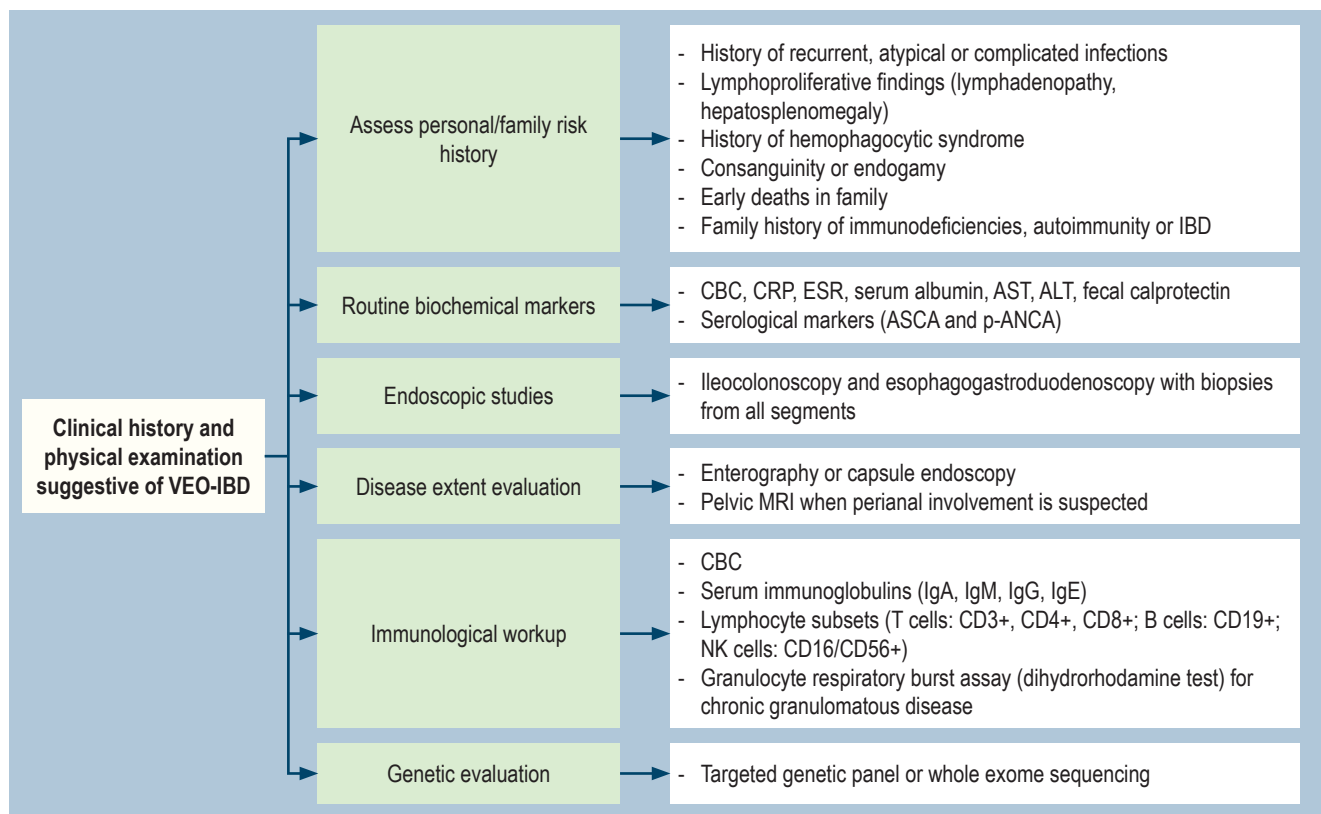 Clinical history and
physical examination
suggestive of VEO-IBD
Assess personal/family risk
history
- History of recurrent, atypical or complicated infections
- Lymphoproliferative findings (lymphadenopathy,
hepatosplenomegaly)
- History of hemophagocytic syndrome
- Consanguinity or endogamy
- Early deaths in family
- Family history of immunodeficiencies, autoimmunity or IBD
Routine biochemical markers
- CBC, CRP, ESR, serum albumin, AST, ALT, fecal calprotectin
- Serological markers (ASCA and p-ANCA)
Endoscopic studies
- Ileocolonoscopy and esophagogastroduodenoscopy with biopsies
from all segments
Disease extent evaluation
- Enterography or capsule endoscopy
- Pelvic MRI when perianal involvement is suspected
Immunological workup
- CBC
- Serum immunoglobulins (IgA, IgM, IgG, IgE)
- Lymphocyte subsets (T cells: CD3+, CD4+, CD8+; B cells: CD19+;
NK cells: CD16/CD56+)
- Granulocyte respiratory burst assay (dihydrorhodamine test) for
chronic granulomatous disease
Genetic evaluation
- Targeted genetic panel or whole exome sequencing